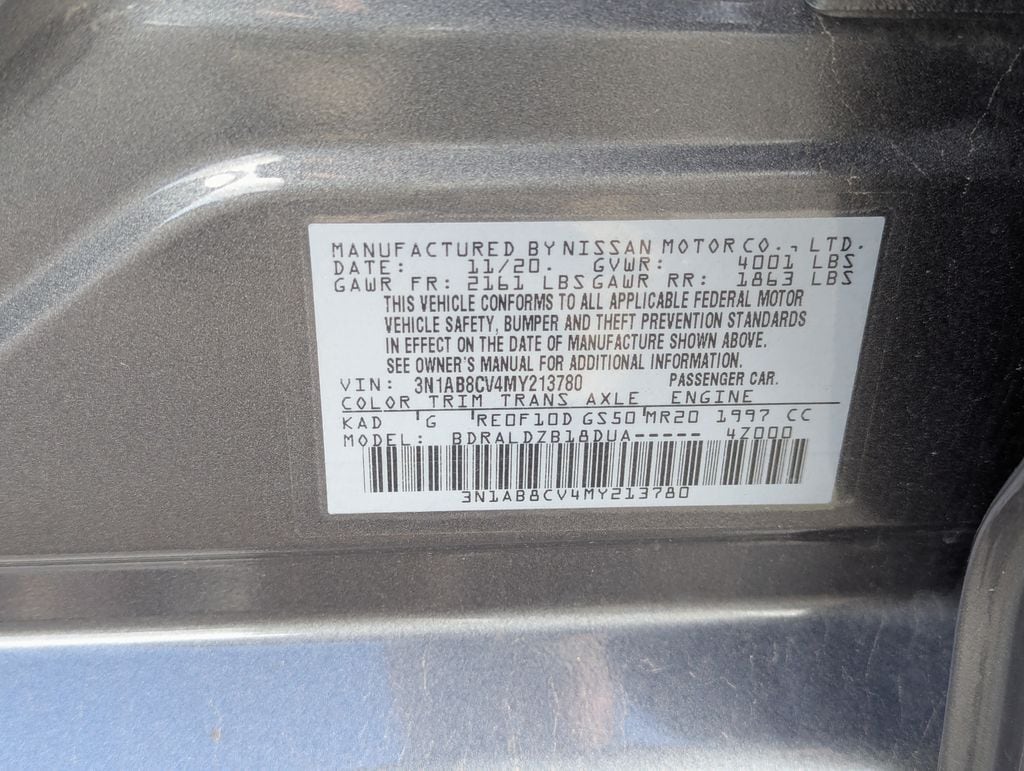 MANUFACTURED BY NISSAN MOTOR CO., LTD.
DATE: 11/20. GVWR: 4001 LBS
GAWR FR: 2161 LBS GAWR RR: 1863 LBS
THIS VEHICLE CONFORMS TO ALL APPLICABLE FEDERAL MOTOR
VEHICLE SAFETY, BUMPER AND THEFT PREVENTION STANDARDS
IN EFFECT ON THE DATE OF MANUFACTURE SHOWN ABOVE.
SEE OWNER'S MANUAL FOR ADDITIONAL INFORMATION.
VIN: 3N1AB8CV4MY213780 PASSENGER CAR.
COLOR TRIM TRANS AXLE ENGINE
KAD G RE0F10D GS50 MR20 1997 CC
MODEL: BDRALDZB18DUA----- 4Z000
3N1AB8CV4MY213780